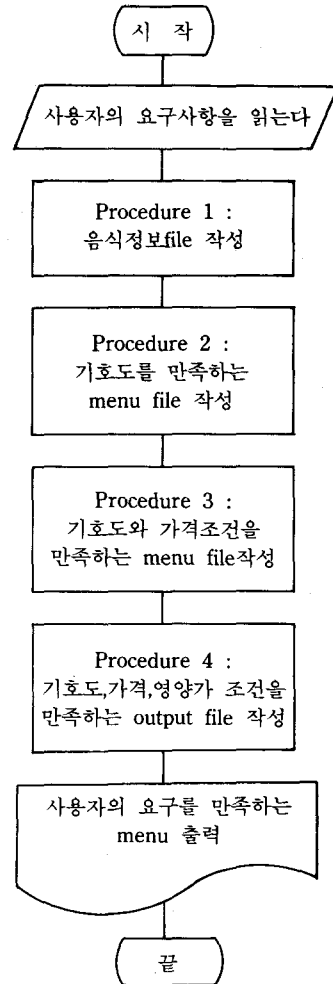 시 작
사용자의 요구사항을 읽는다
Procedure 1 :
음식정보file 작성
Procedure 2 :
기호도를 만족하는
menu file 작성
Procedure 3 :
기호도와 가격조건을
만족하는 menu file작성
Procedure 4 :
기호도,가격,영양가 조건을
만족하는 output file 작성
사용자의 요구를 만족하는
menu 출력
끝